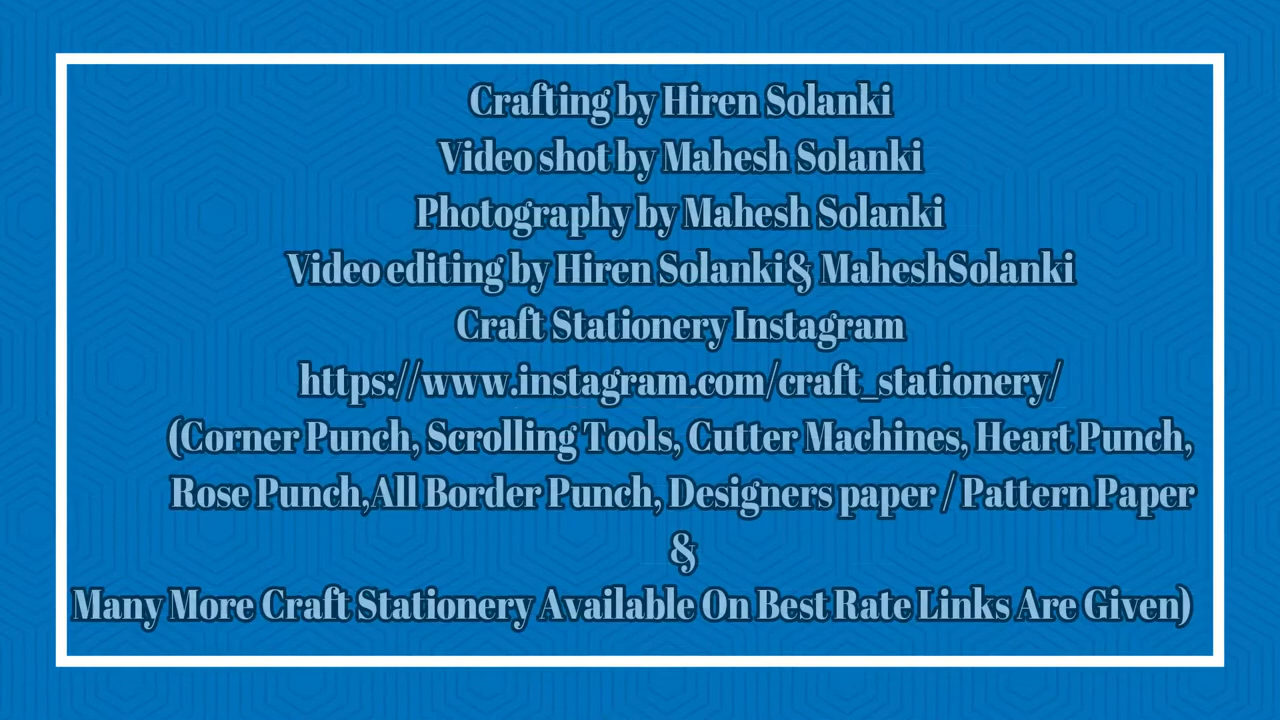 Crafting by Hiren Solanki
Video shot by Mahesh Solanki
Photography by Mahesh Solanki
Video editing by Hiren Solanki& MaheshSolanki
Craft Stationery Instagram
https://www.instagram.com/craft_stationery/
(Corner Punch, Scrolling Tools, Cutter Machines, Heart Punch,
Rose Punch,All Border Punch, Designers paper / Pattern Paper
&
Many More Craft Stationery Available On Best Rate Links Are Given)